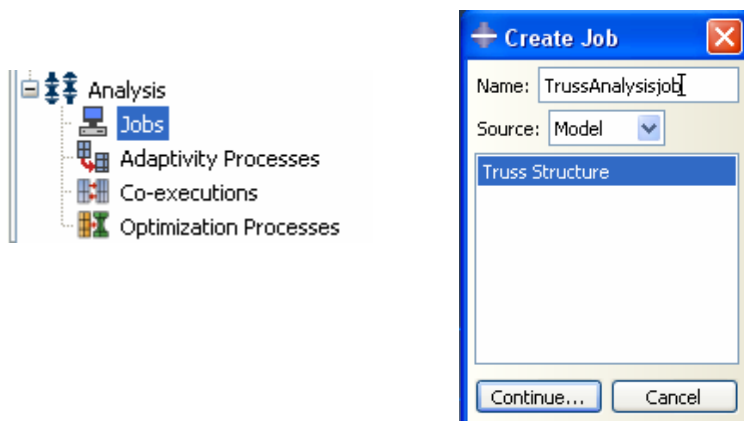 Analysis
Jobs
Adaptivity Processes
Co-executions
Optimization Processes
Create Job
Name: TrussAnalysisjob
Source: Model
Truss Structure
Continue... Cancel